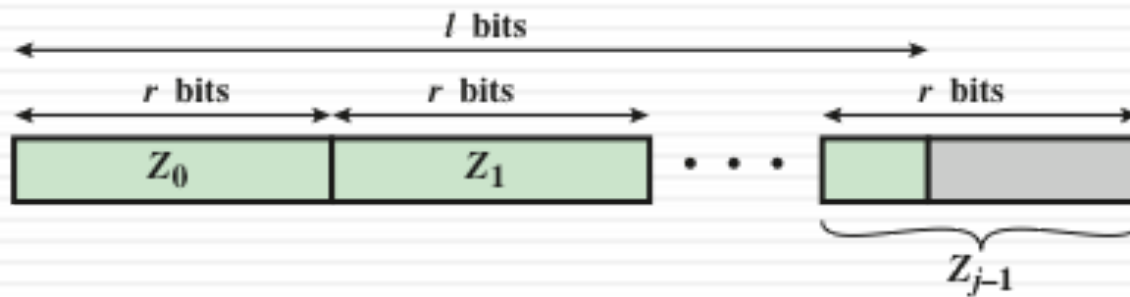 l bits
r bits r bits r bits
Z0 Z1 • • •
Zj–1